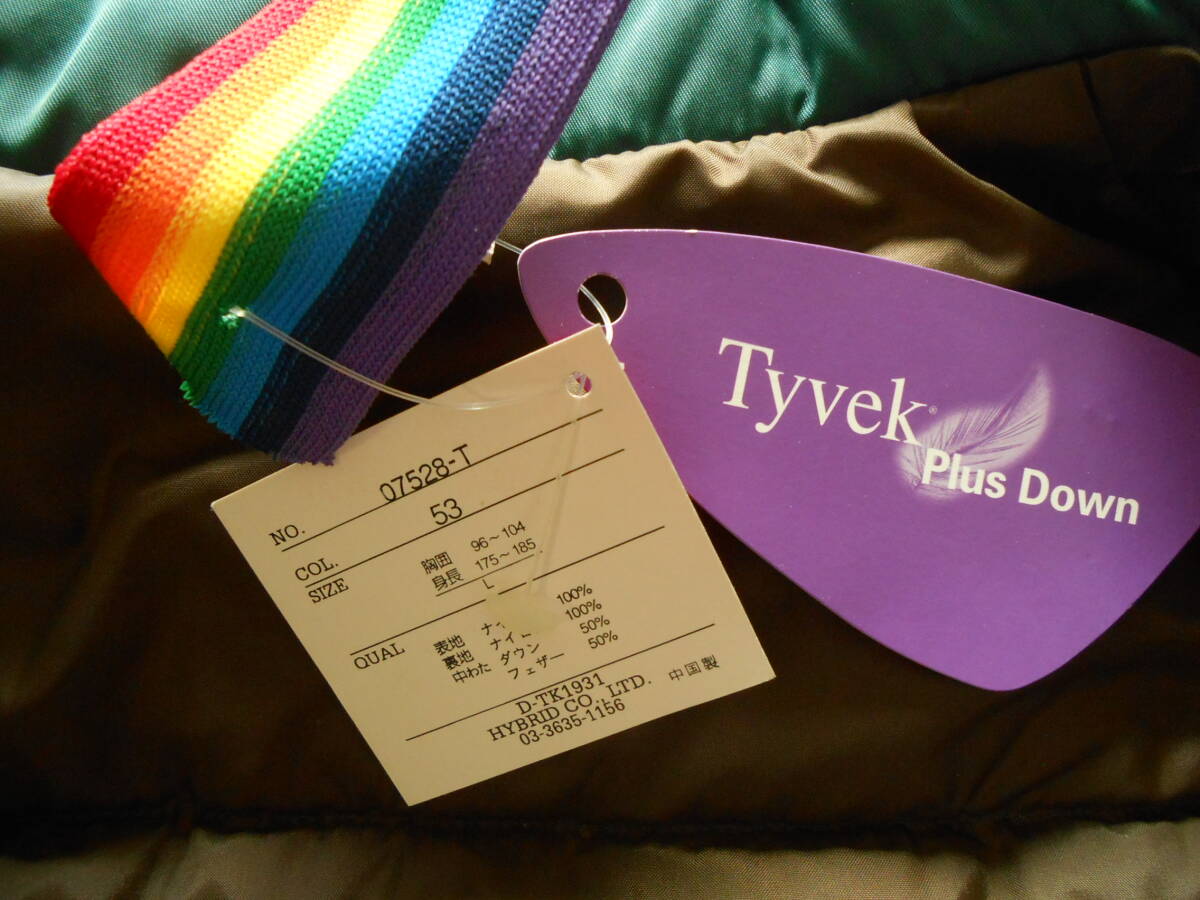 Tyvek®
Plus Down
NO. 07528-T
COL. 53
SIZE 胸囲 96～104
身長 175～185
L
QUAL 表地 100%
裏地 100%
中わた ダウン 50%
フェザー 50%
D-TK1931
HYBRID CO., LTD. 中国製
03-3635-1156